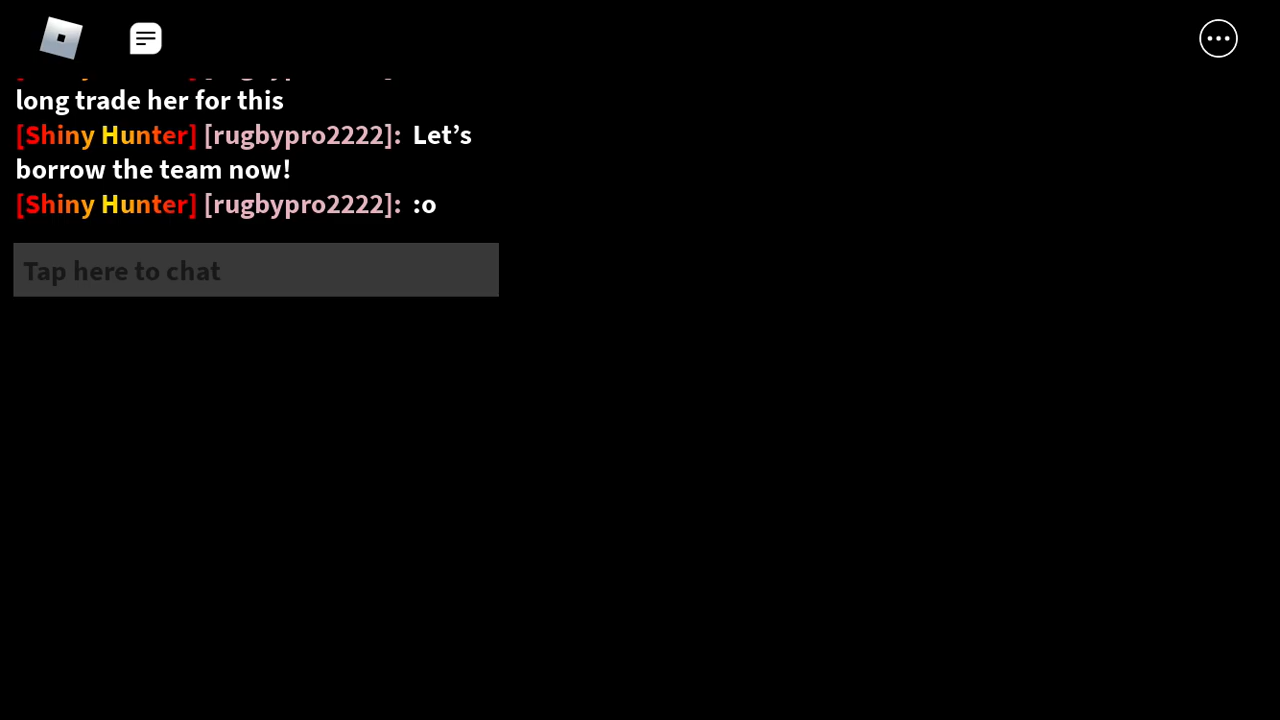 long trade her for this
[Shiny Hunter] [rugbypro2222]: Let’s
borrow the team now!
[Shiny Hunter] [rugbypro2222]: :o
Tap here to chat